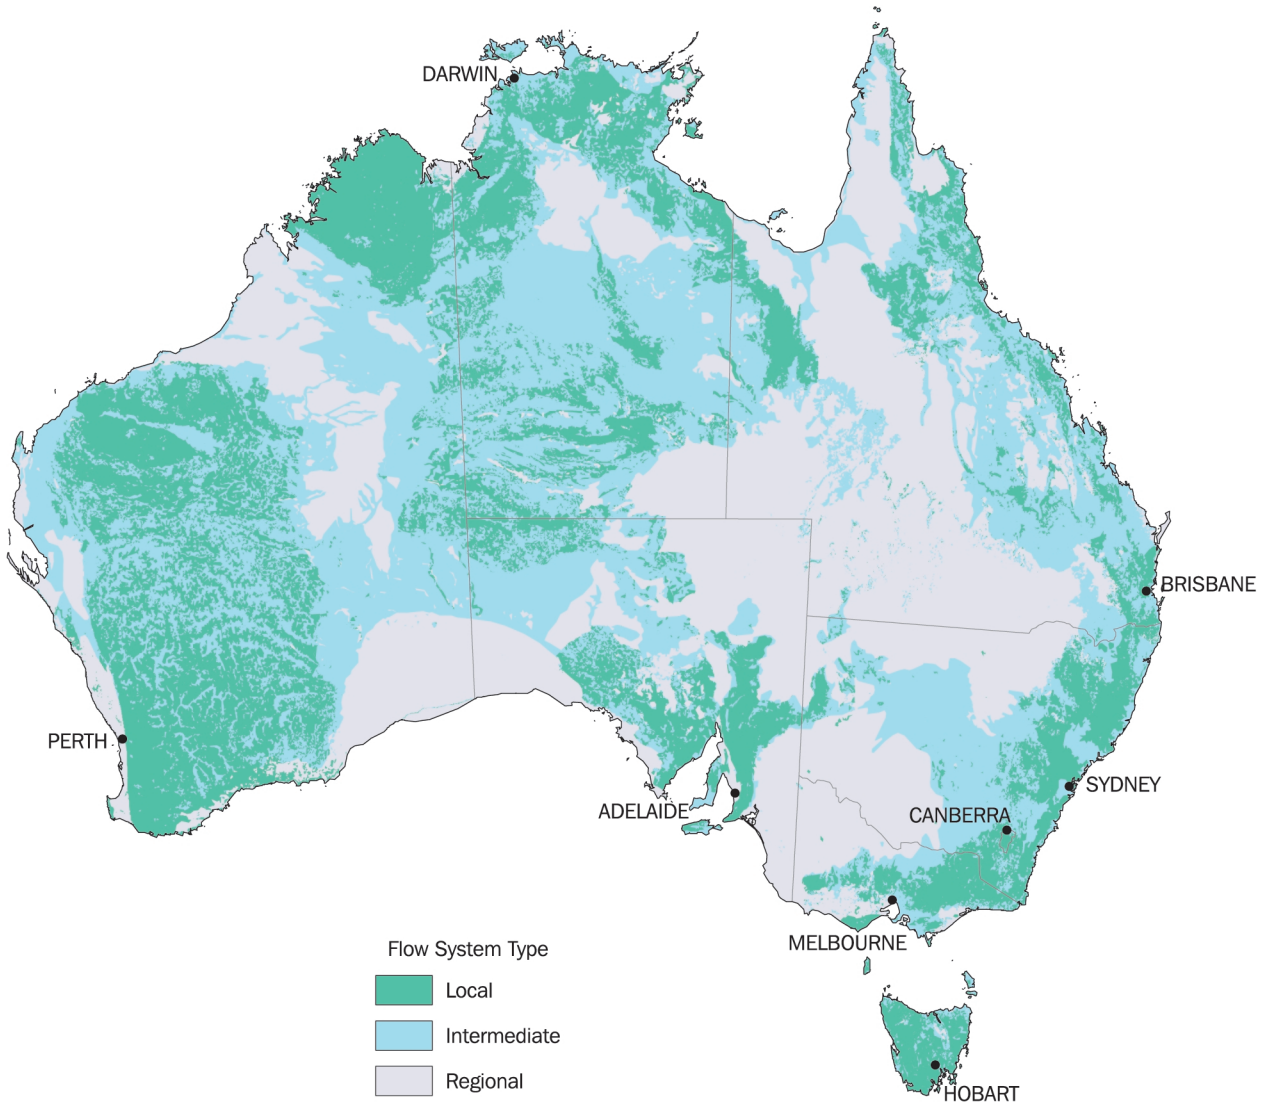 DARWIN
BRISBANE
PERTH
SYDNEY
ADELAIDE
CANBERRA
MELBOURNE
Flow System Type
Local
Intermediate
Regional
HOBART